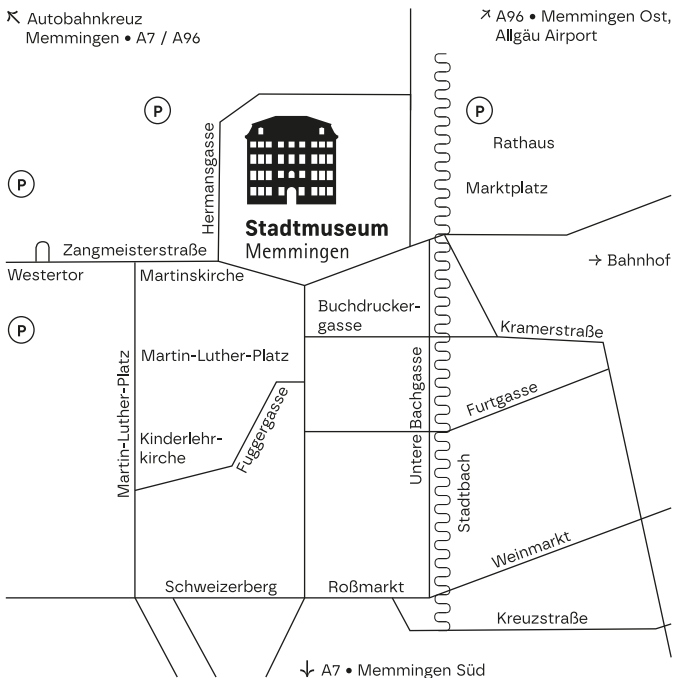 Autobahnkreuz
Memmingen • A7 / A96
A96 • Memmingen Ost,
Allgäu Airport
P
P
Rathaus
Hermansgasse
P
Marktplatz
Stadtmuseum
Memmingen
Zangmeisterstraße
Westertor
Martinskirche
→ Bahnhof
Buchdrucker-
gasse
P
Kramerstraße
Martin-Luther-Platz
Martin-Luther-Platz
Untere Bachgasse
Furtgasse
Fuggergasse
Kinderlehr-
kirche
Stadtbach
Weinmarkt
Schweizerberg
Roßmarkt
Kreuzstraße
A7 • Memmingen Süd